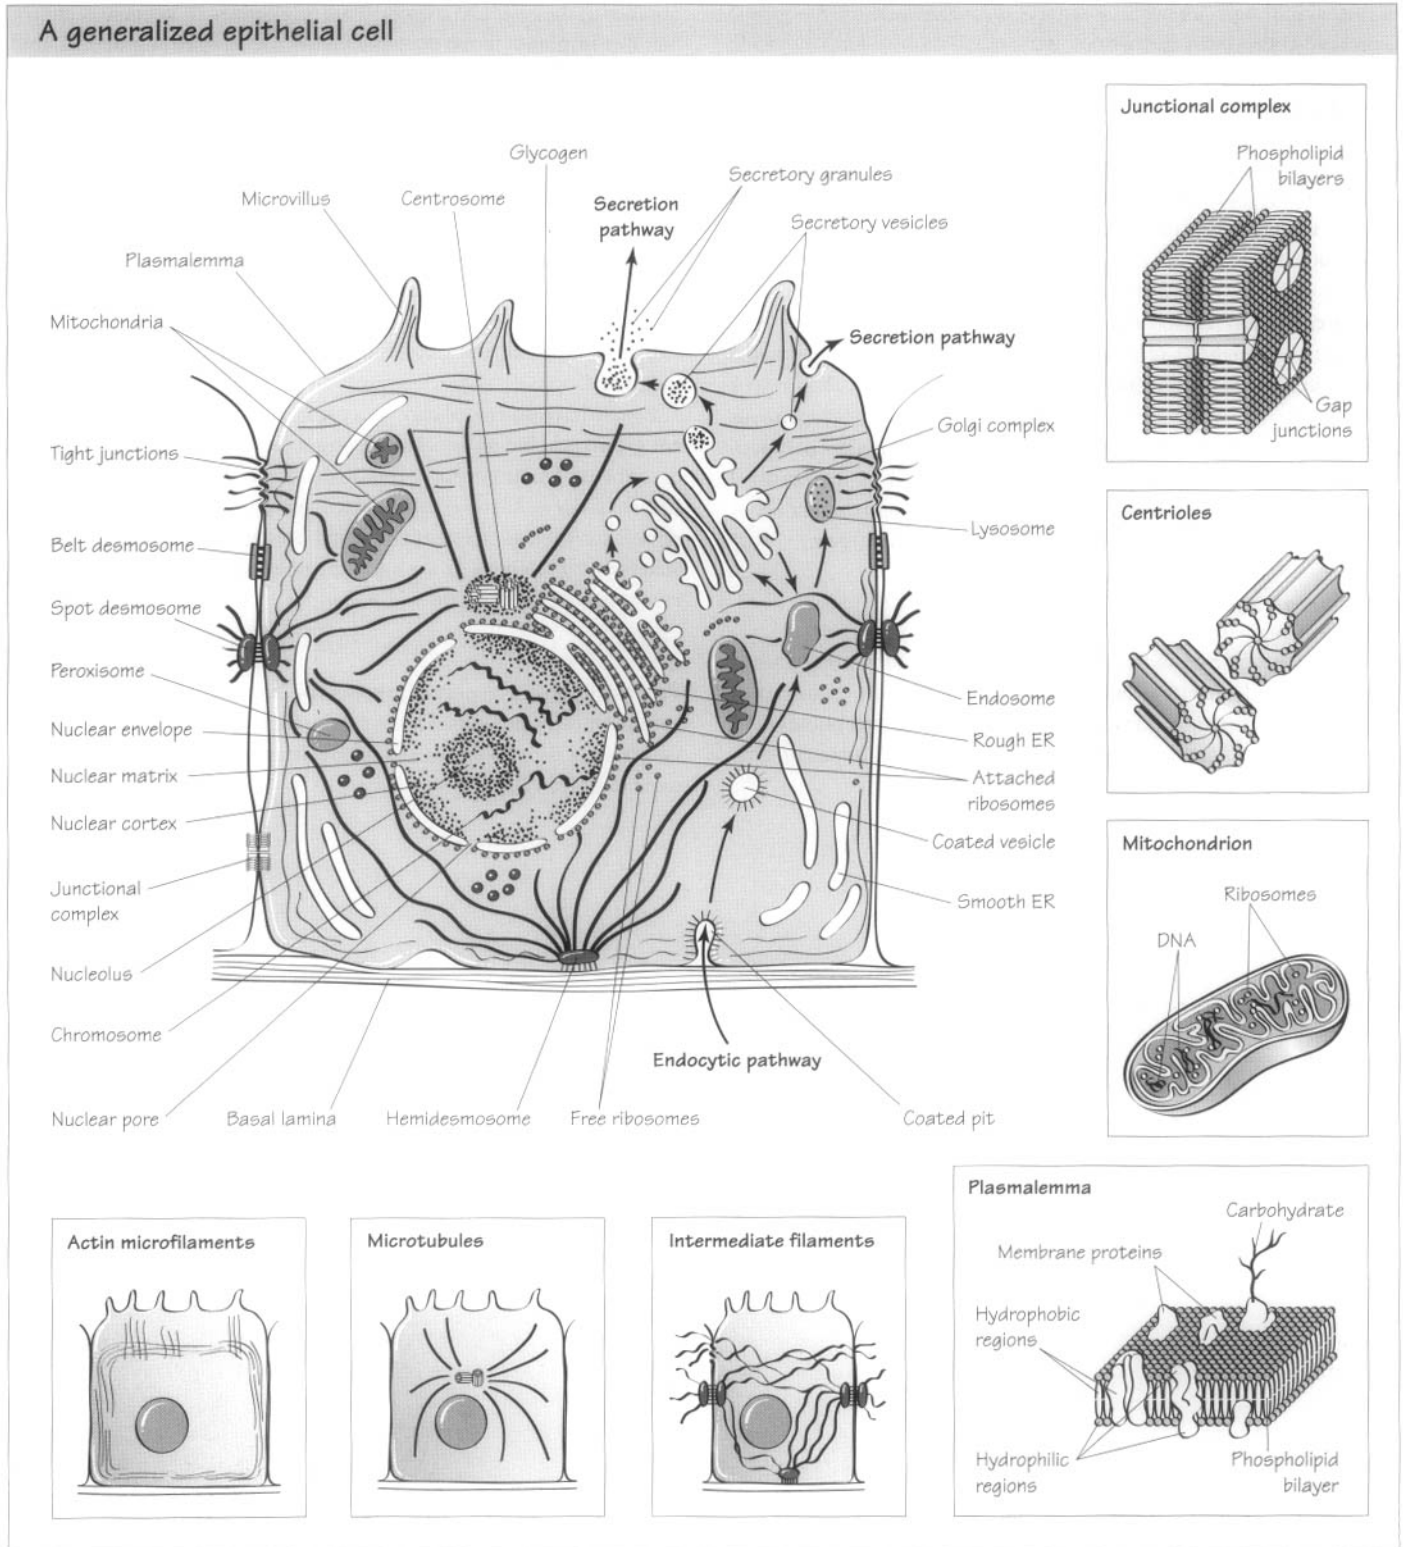 A generalized epithelial cell
Glycogen
Microvillus
Centrosome
Secretion
pathway
Secretory granules
Secretory vesicles
Plasmalemma
Mitochondria
Secretion pathway
Tight junctions
Golgi complex
Belt desmosome
Lysosome
Spot desmosome
Peroxisome
Endosome
Nuclear envelope
Rough ER
Nuclear matrix
Attached
ribosomes
Nuclear cortex
Coated vesicle
Junctional
complex
Smooth ER
Nucleolus
Chromosome
Endocytic pathway
Nuclear pore
Basal lamina
Hemidesmosome
Free ribosomes
Coated pit
Junctional complex
Phospholipid
bilayers
Gap
junctions
Centrioles
Mitochondrion
Ribosomes
DNA
Actin microfilaments
Microtubules
Intermediate filaments
Plasmalemma
Carbohydrate
Membrane proteins
Hydrophobic
regions
Hydrophilic
regions
Phospholipid
bilayer